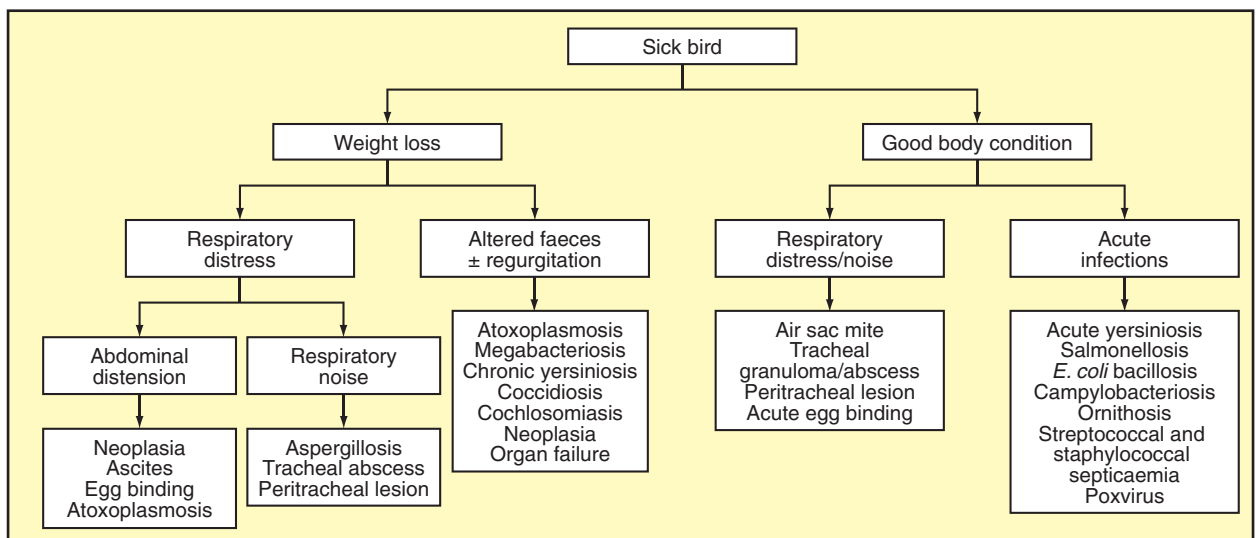 Sick bird
Weight loss
Good body condition
Respiratory
distress
Altered faeces
± regurgitation
Respiratory
distress/noise
Acute
infections
Abdominal
distension
Respiratory
noise
Atoxoplasmosis
Megabacteriosis
Chronic yersiniosis
Coccidiosis
Cochlosomiasis
Neoplasia
Organ failure
Air sac mite
Tracheal
granuloma/abscess
Peritracheal lesion
Acute egg binding
Acute yersiniosis
Salmonellosis
E. coli bacillosis
Campylobacteriosis
Ornithosis
Streptococcal and
staphylococcal
septicaemia
Poxvirus
Neoplasia
Ascites
Egg binding
Atoxoplasmosis
Aspergillosis
Tracheal abscess
Peritracheal lesion